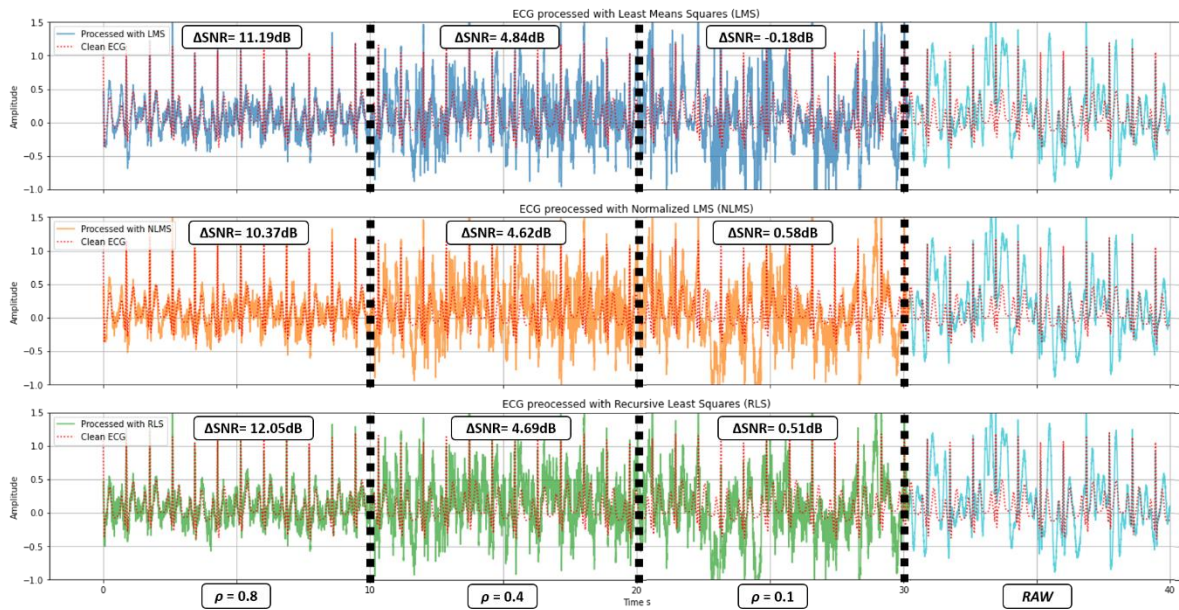 ECG processed with Least Means Squares (LMS)
1.5
1.0
0.5
0.0
−0.5
−1.0
Amplitude
Processed with LMS
Clean ECG
ΔSNR= 11.19dB
ΔSNR= 4.84dB
ΔSNR= -0.18dB
ECG preocessed with Normalized LMS (NLMS)
1.5
1.0
0.5
0.0
−0.5
−1.0
Amplitude
Processed with NLMS
Clean ECG
ΔSNR= 10.37dB
ΔSNR= 4.62dB
ΔSNR= 0.58dB
ECG preocessed with Recursive Least Squares (RLS)
1.5
1.0
0.5
0.0
−0.5
−1.0
Amplitude
Processed with RLS
Clean ECG
ΔSNR= 12.05dB
ΔSNR= 4.69dB
ΔSNR= 0.51dB
0 10 20 30 40
Time s
ρ = 0.8
ρ = 0.4
ρ = 0.1
RAW